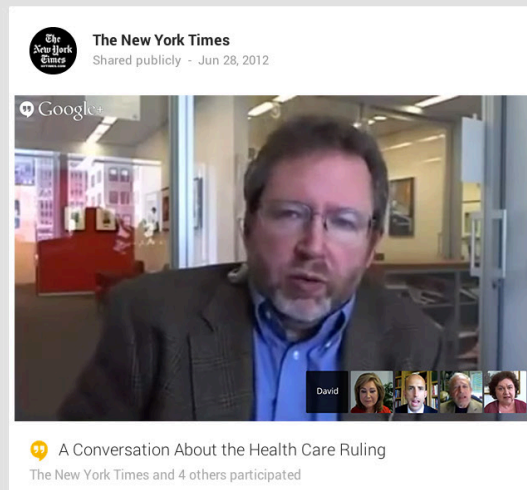 The
New York
Times
The New York Times
Shared publicly - Jun 28, 2012
Google+
David
A Conversation About the Health Care Ruling
The New York Times and 4 others participated